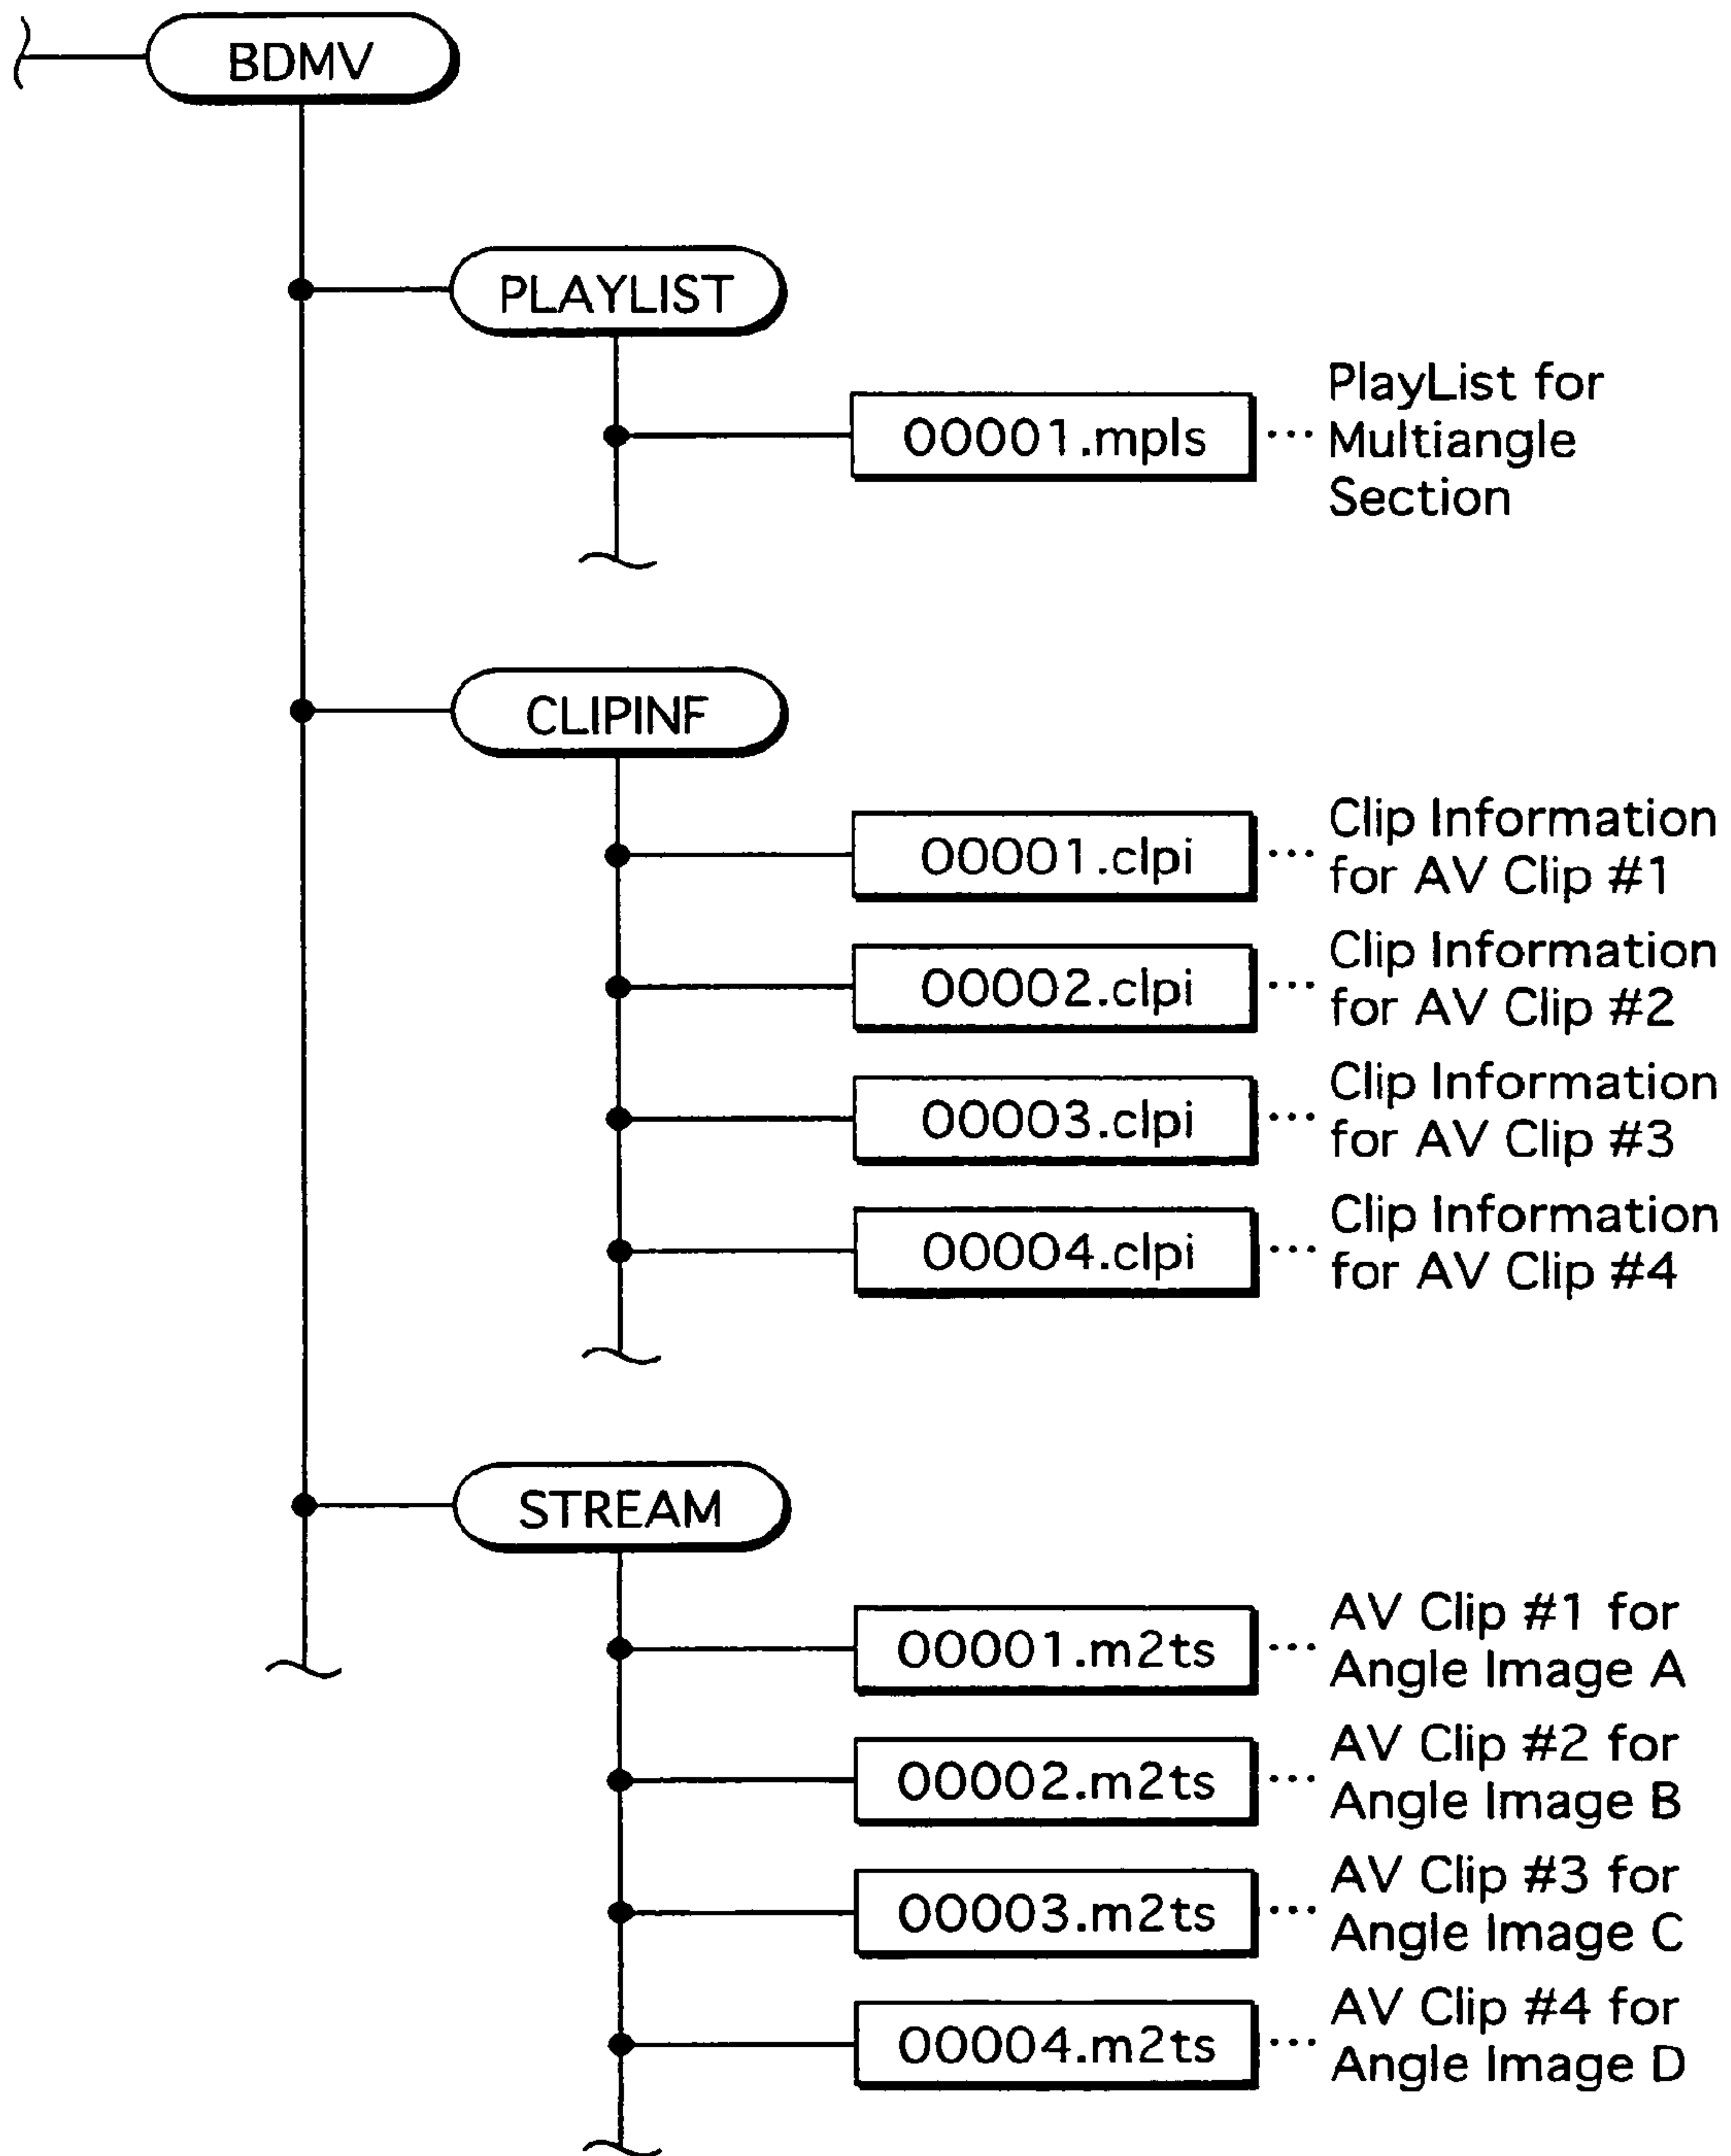 BDMV
PLAYLIST
00001.mpls ... PlayList for
Multiangle
Section
CLIPINF
00001.clpi ... Clip Information
for AV Clip #1
00002.clpi ... Clip Information
for AV Clip #2
00003.clpi ... Clip Information
for AV Clip #3
00004.clpi ... Clip Information
for AV Clip #4
STREAM
00001.m2ts ... AV Clip #1 for
Angle Image A
00002.m2ts ... AV Clip #2 for
Angle Image B
00003.m2ts ... AV Clip #3 for
Angle Image C
00004.m2ts ... AV Clip #4 for
Angle Image D